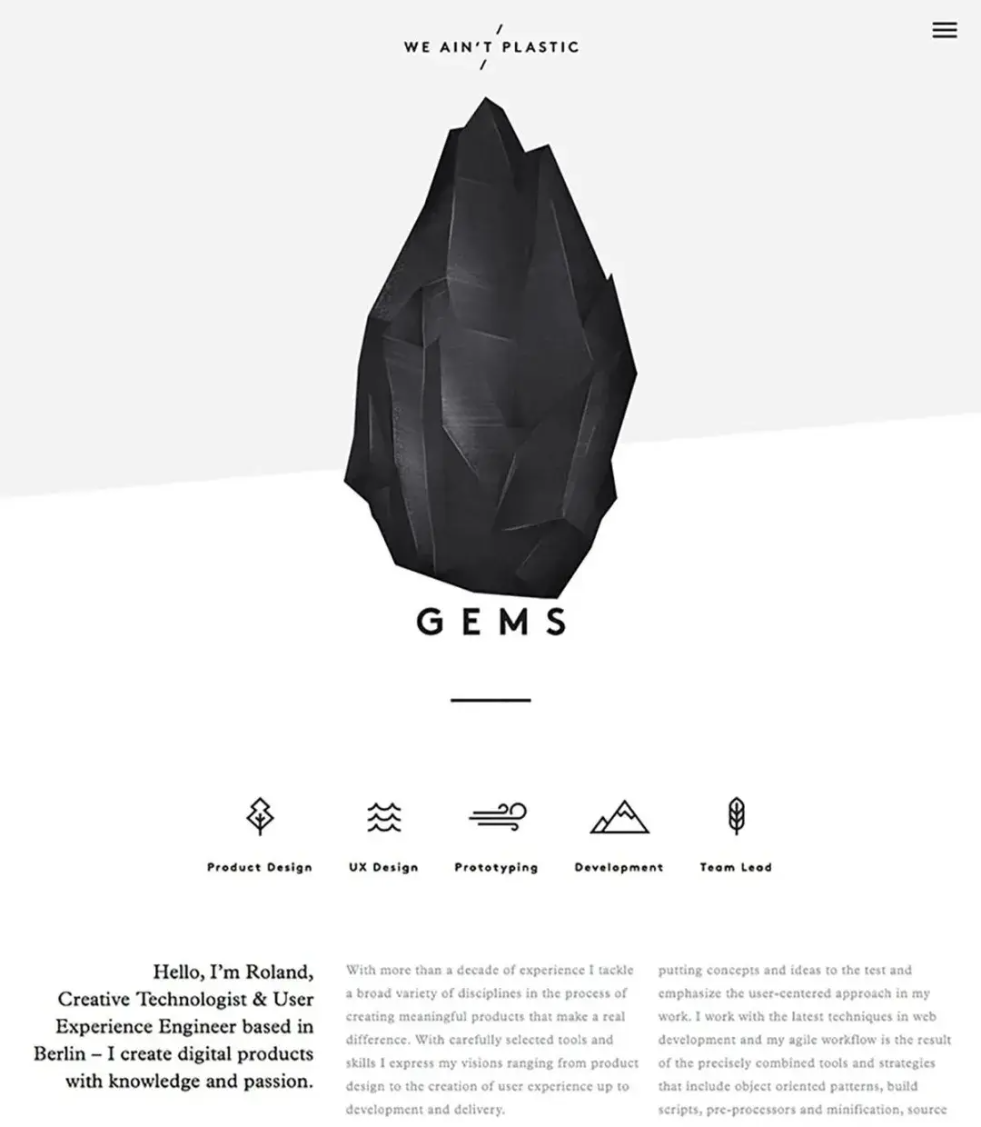 /
WE AIN'T PLASTIC
/
GEMS
Product Design
UX Design
Prototyping
Development
Team Lead
Hello, I'm Roland,
Creative Technologist & User
Experience Engineer based in
Berlin – I create digital products
with knowledge and passion.
With more than a decade of experience I tackle
a broad variety of disciplines in the process of
creating meaningful products that make a real
difference. With carefully selected tools and
skills I express my visions ranging from product
design to the creation of user experience up to
development and delivery.
putting concepts and ideas to the test and
emphasize the user-centered approach in my
work. I work with the latest techniques in web
development and my agile workflow is the result
of the precisely combined tools and strategies
that include object oriented patterns, build
scripts, pre-processors and minification, source